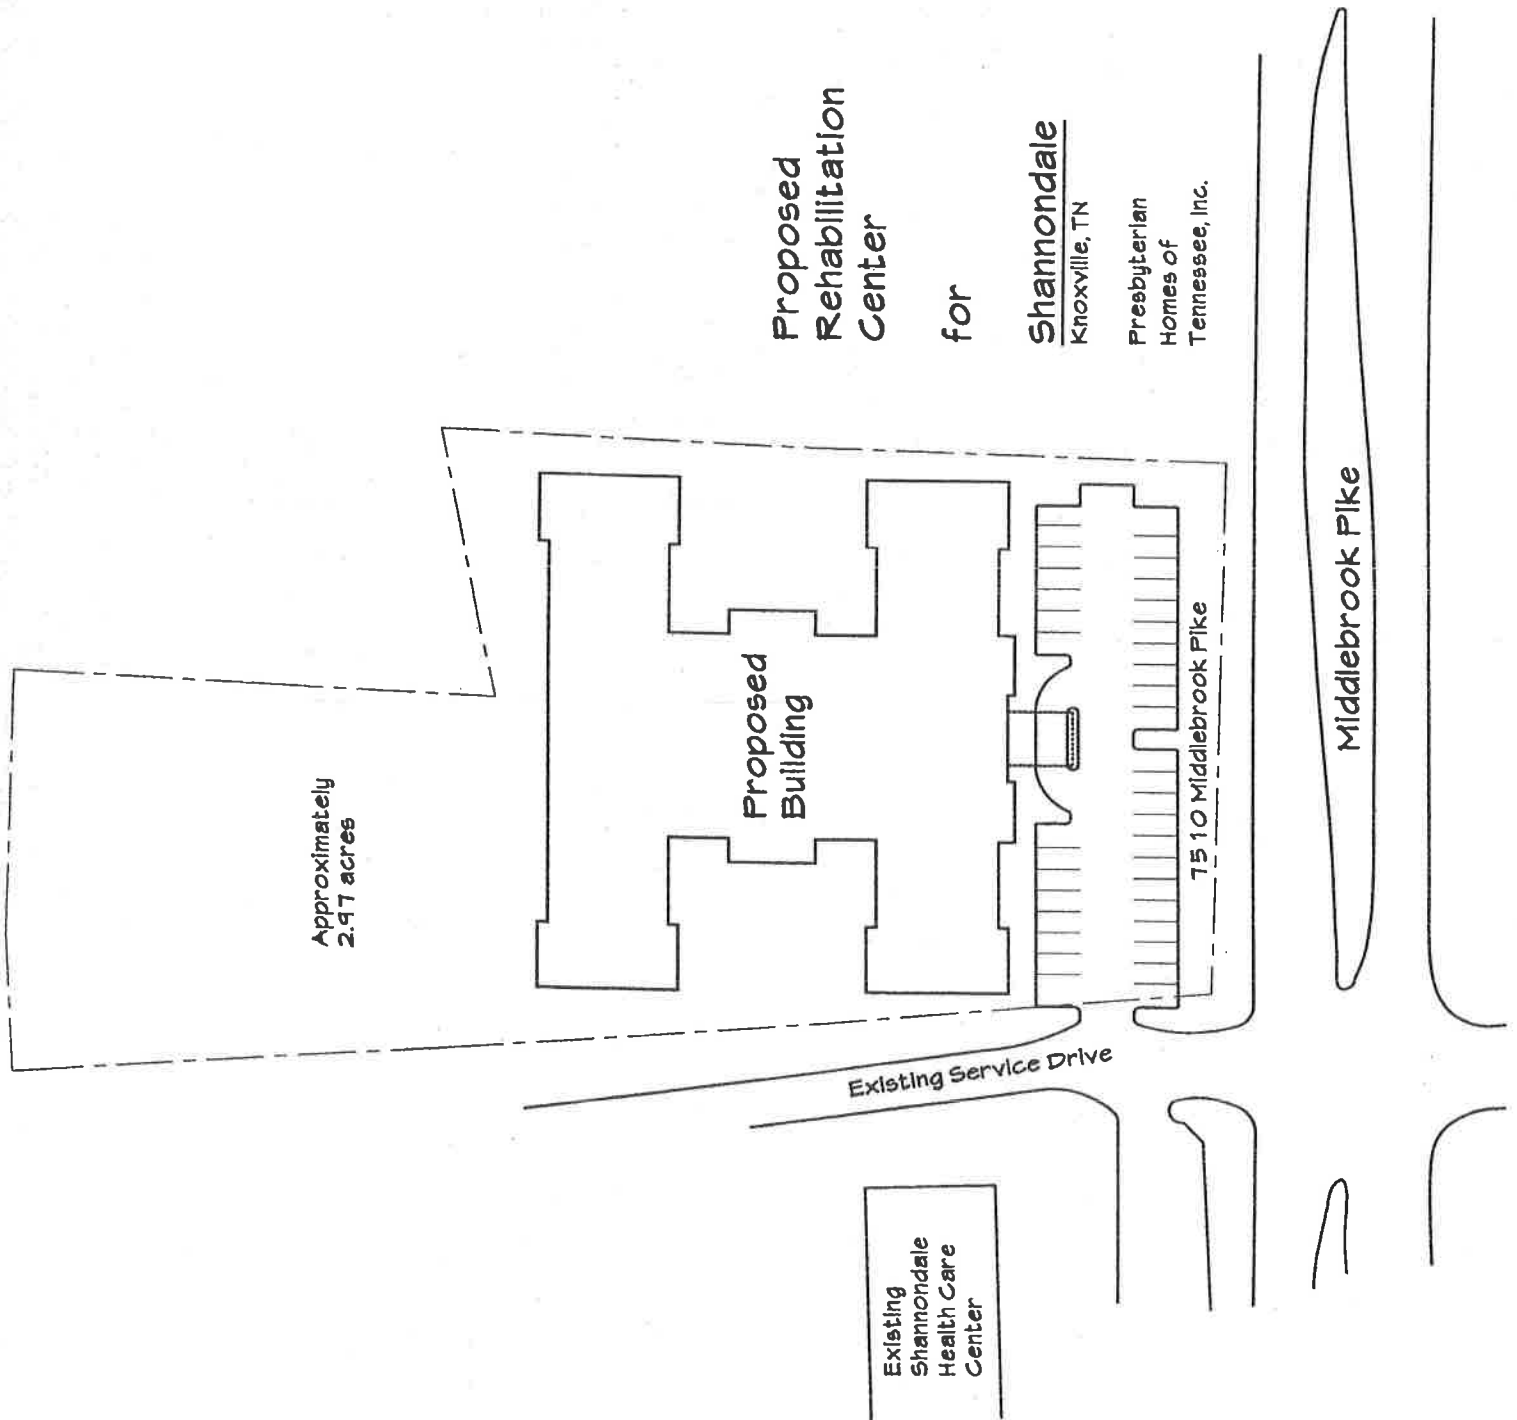 Approximately
2.97 acres
Proposed
Building
Proposed
Rehabilitation
Center
for
Shannondale
Knoxville, TN
Presbyterian
Homes of
Tennessee, Inc.
7510 Middlebrook Pike
Middlebrook Pike
Existing Service Drive
Existing
Shannondale
Health Care
Center